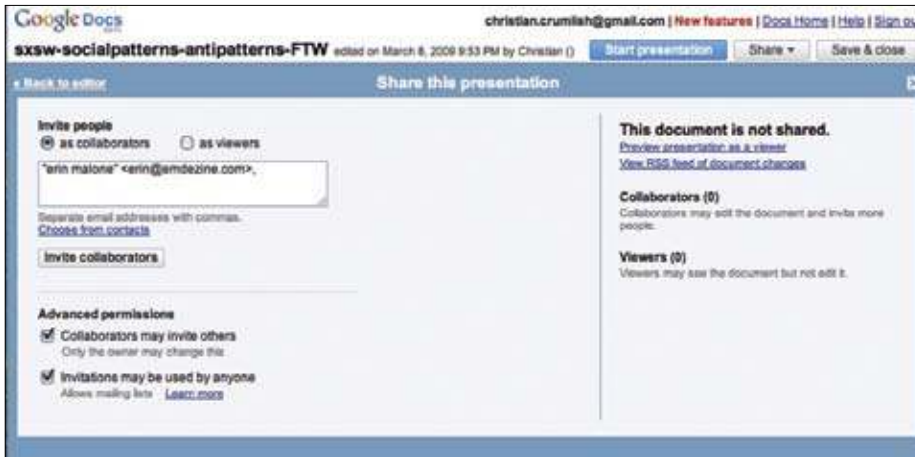 Google Docs
christian.crumlish@gmail.com | New features | Docs Home | Help | Sign ou
sxsw-socialpatterns-antipatterns-FTW edited on March 8, 2009 9:53 PM by Christian () Start presentation Share Save & close
« Back to editor Share this presentation
Invite people
as collaborators as viewers
"erin malone" <erin@emdezine.com>,
Separate email addresses with commas.
Choose from contacts
Invite collaborators
Advanced permissions
Collaborators may invite others
Only the owner may change this
Invitations may be used by anyone
Allows mailing lists Learn more
This document is not shared.
Preview presentation as a viewer
View RSS feed of document changes
Collaborators (0)
Collaborators may edit the document and invite more
people.
Viewers (0)
Viewers may see the document but not edit it.